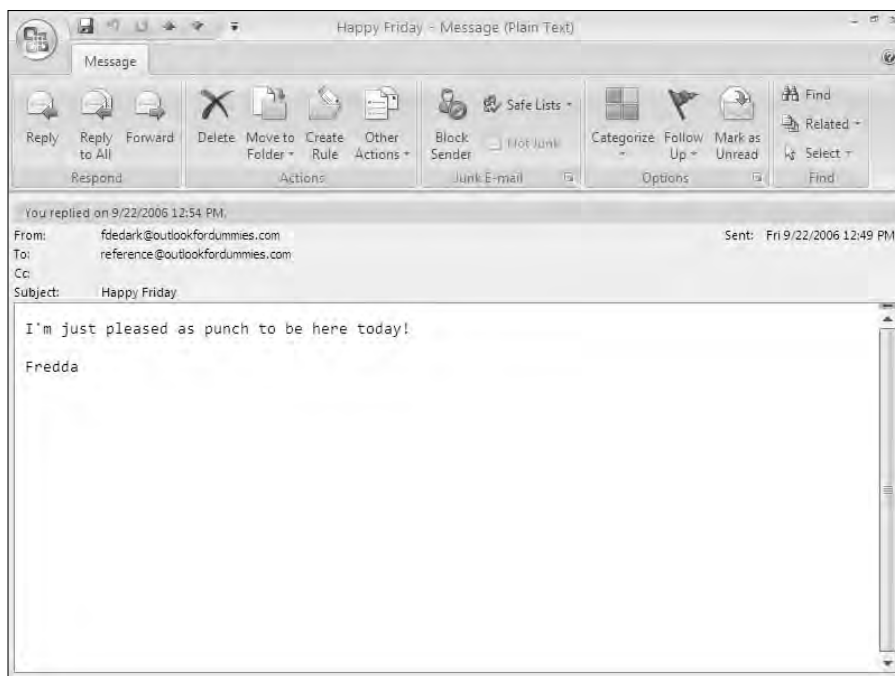 Happy Friday - Message (Plain Text)
Message
Reply
Reply to All
Forward
Respond
Delete
Move to Folder
Create Rule
Other Actions
Actions
Block Sender
Safe Lists
Not Junk
Junk E-mail
Categorize
Follow Up
Mark as Unread
Options
Find
Related
Select
Find
You replied on 9/22/2006 12:54 PM.
From: fdedark@outlookfordummies.com Sent: Fri 9/22/2006 12:49 PM
To: reference@outlookfordummies.com
Cc:
Subject: Happy Friday
I'm just pleased as punch to be here today!
Fredda